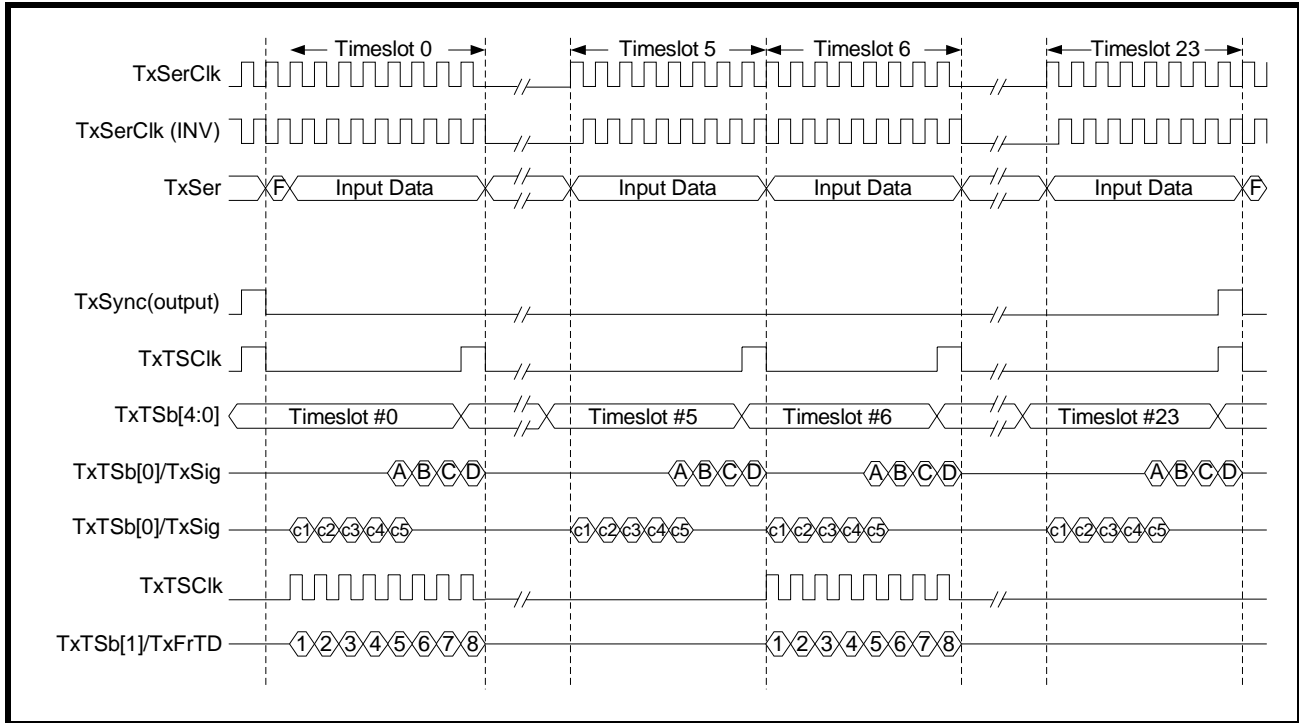 Timeslot 0 Timeslot 5 Timeslot 6 Timeslot 23
TxSerClk
TxSerClk (INV)
TxSer F Input Data Input Data Input Data Input Data F
TxSync(output)
TxTSClk
TxTSb[4:0] Timeslot #0 Timeslot #5 Timeslot #6 Timeslot #23
TxTSb[0]/TxSig A B C D A B C D A B C D A B C D
TxTSb[0]/TxSig c1 c2 c3 c4 c5 c1 c2 c3 c4 c5 c1 c2 c3 c4 c5 c1 c2 c3 c4 c5
TxTSClk
TxTSb[1]/TxFrTD 1 2 3 4 5 6 7 8 1 2 3 4 5 6 7 8